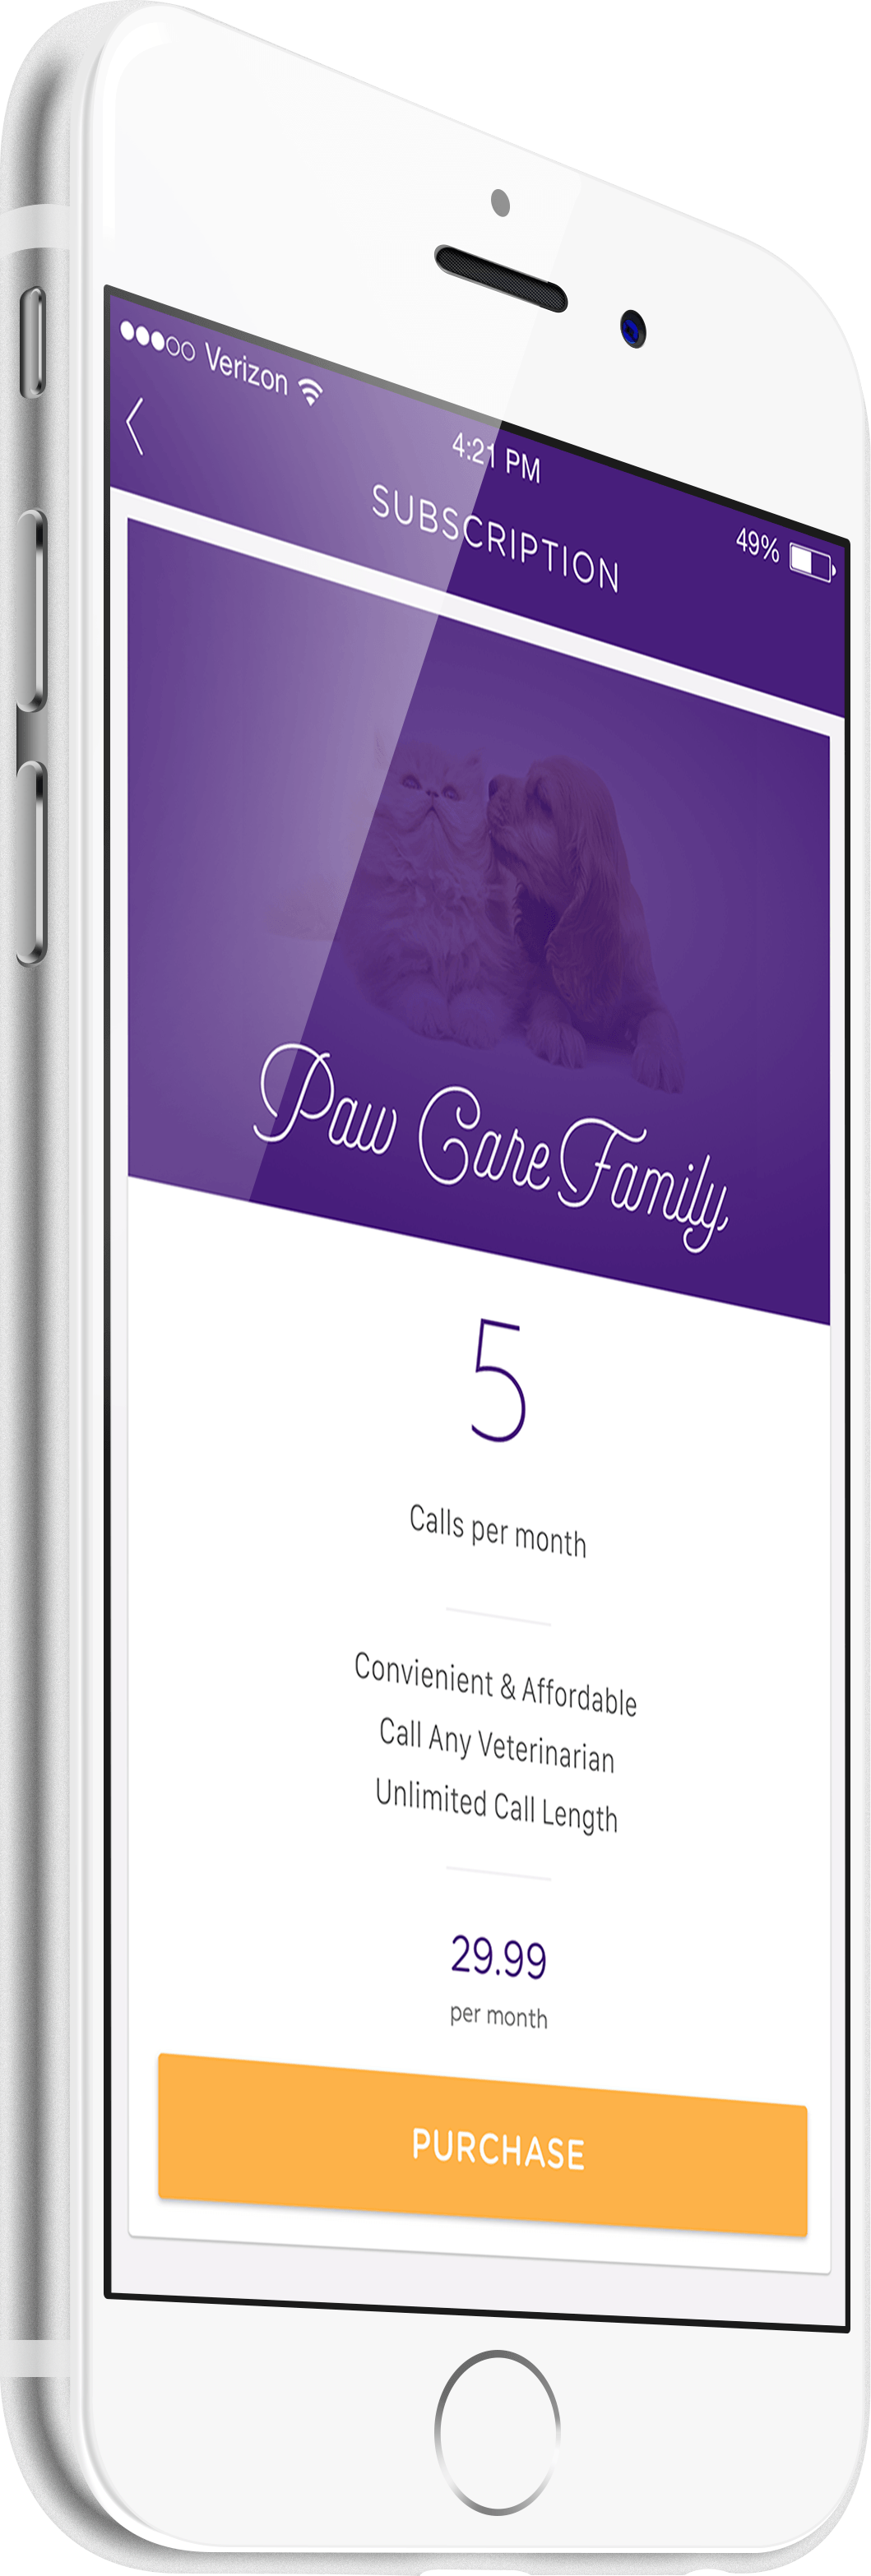 Verizon
4:21 PM
49%
SUBSCRIPTION
Paw Care Family
5
Calls per month
Convienient & Affordable
Call Any Veterinarian
Unlimited Call Length
29.99
per month
PURCHASE